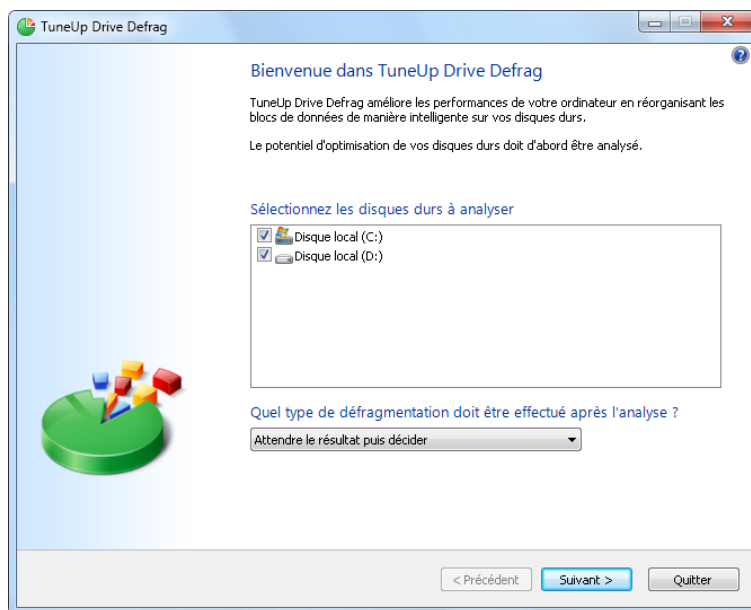 TuneUp Drive Defrag
Bienvenue dans TuneUp Drive Defrag
TuneUp Drive Defrag améliore les performances de votre ordinateur en réorganisant les
blocs de données de manière intelligente sur vos disques durs.
Le potentiel d'optimisation de vos disques durs doit d'abord être analysé.
Sélectionnez les disques durs à analyser
Disque local (C:)
Disque local (D:)
Quel type de défragmentation doit être effectué après l'analyse ?
Attendre le résultat puis décider
< Précédent
Suivant >
Quitter